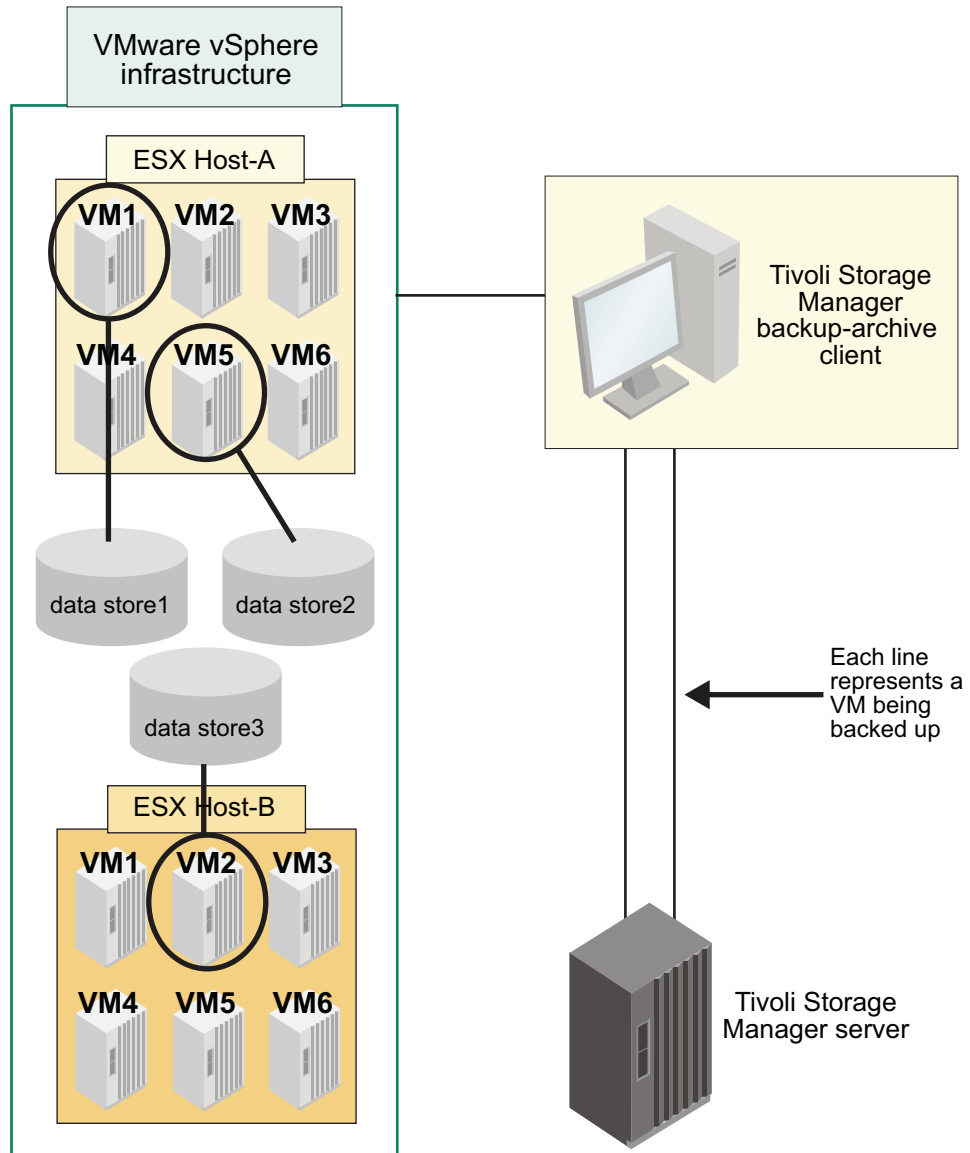 VMware vSphere
infrastructure
ESX Host-A
VM1 VM2 VM3
VM4 VM5 VM6
data store1 data store2
data store3
ESX Host-B
VM1 VM2 VM3
VM4 VM5 VM6
Tivoli Storage
Manager
backup-archive
client
Each line
represents a
VM being
backed up
Tivoli Storage
Manager server